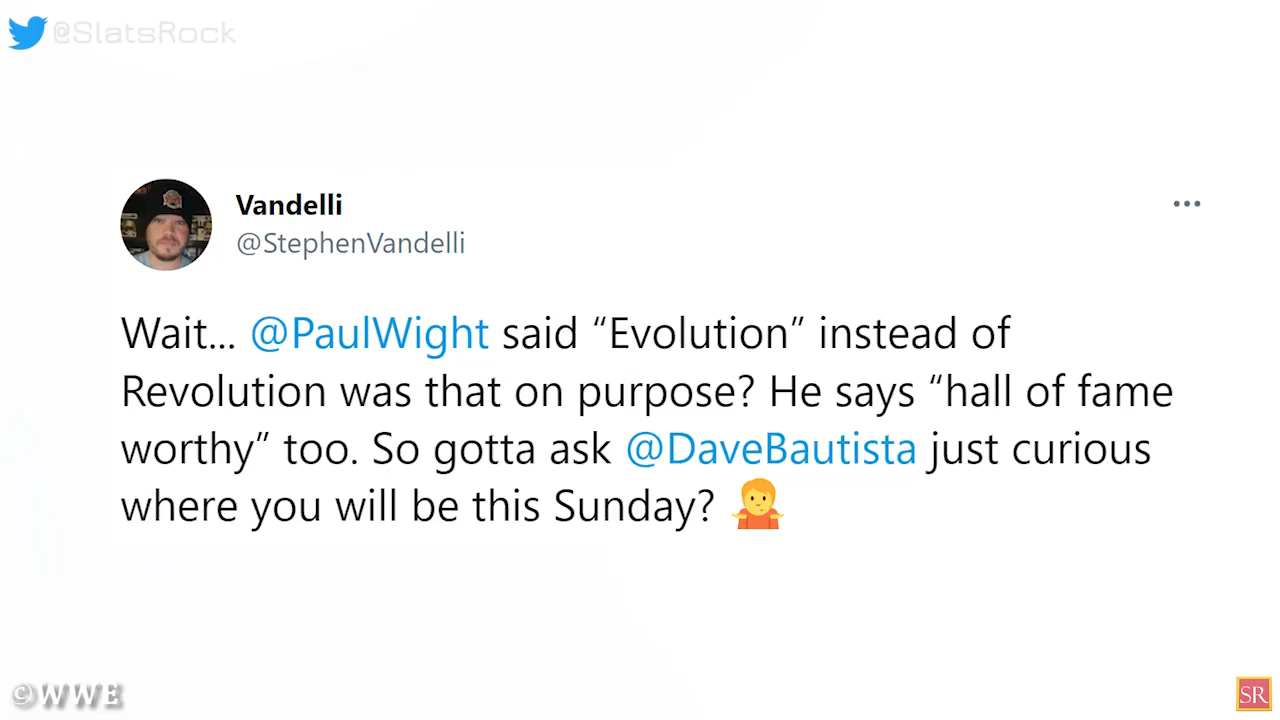 @SlatsRock
Vandelli
@StephenVandelli
Wait... @PaulWight said “Evolution” instead of
Revolution was that on purpose? He says “hall of fame
worthy” too. So gotta ask @DaveBautista just curious
where you will be this Sunday? 🤷
©WWE
SR